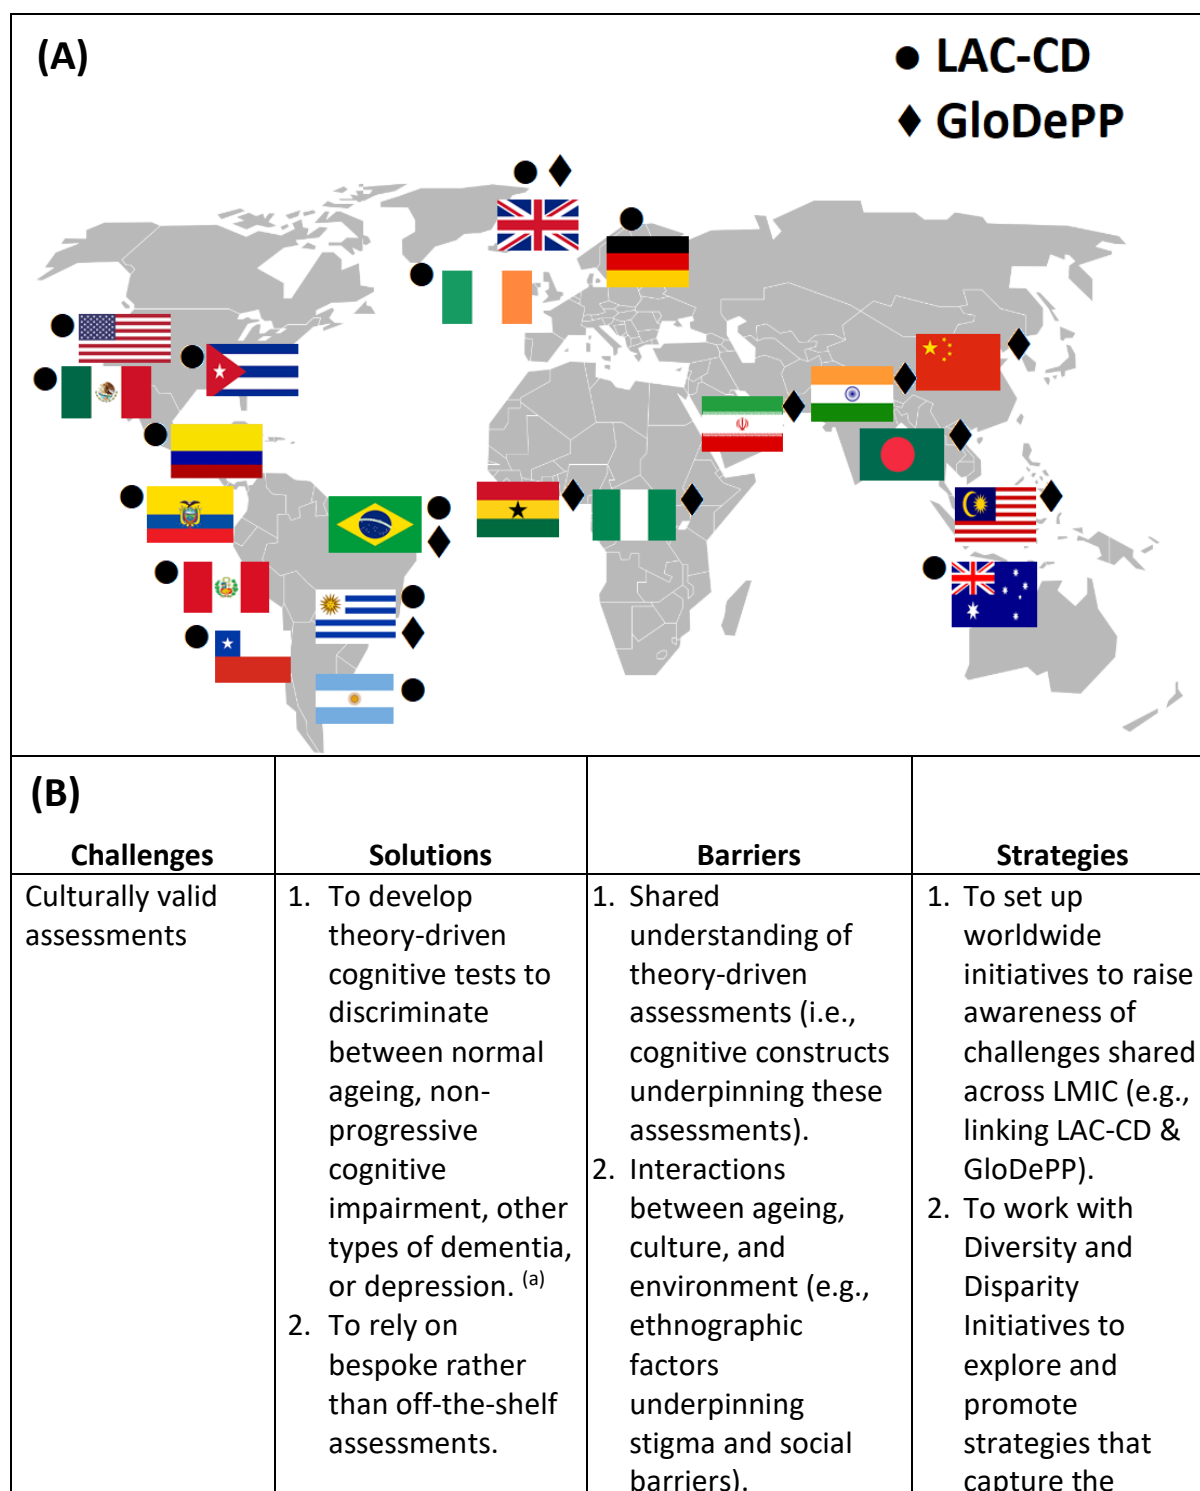 (A)
● LAC-CD
♦ GloDePP
(B)
Challenges
Solutions
Barriers
Strategies
Culturally valid
assessments
1. To develop
theory-driven
cognitive tests to
discriminate
between normal
ageing, non-
progressive
cognitive
impairment, other
types of dementia,
or depression. (a)
2. To rely on
bespoke rather
than off-the-shelf
assessments.
1. Shared
understanding of
theory-driven
assessments (i.e.,
cognitive constructs
underpinning these
assessments).
2. Interactions
between ageing,
culture, and
environment (e.g.,
ethnographic
factors
underpinning
stigma and social
barriers).
1. To set up
worldwide
initiatives to raise
awareness of
challenges shared
across LMIC (e.g.,
linking LAC-CD &
GloDePP).
2. To work with
Diversity and
Disparity
Initiatives to
explore and
promote
strategies that
capture the